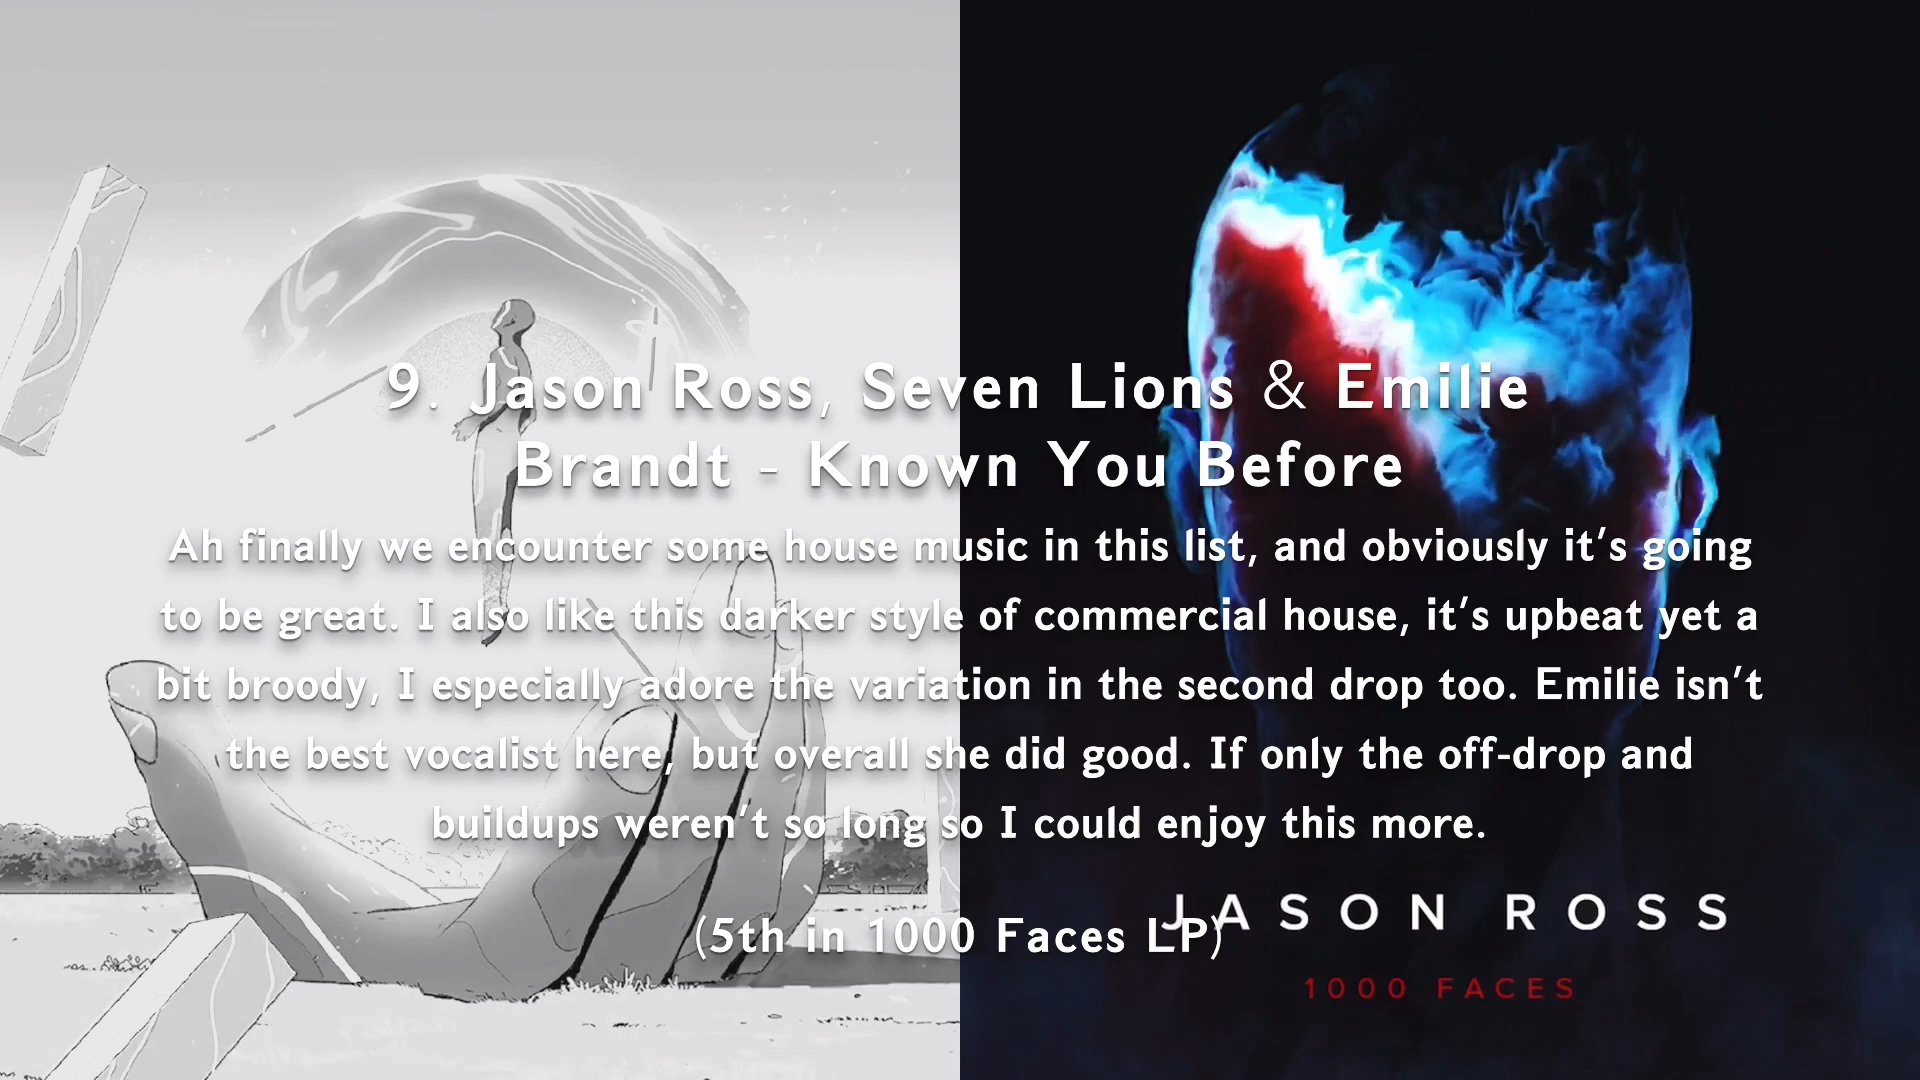 9. Jason Ross, Seven Lions & Emilie
Brandt - Known You Before
Ah finally we encounter some house music in this list, and obviously it's going
to be great. I also like this darker style of commercial house, it's upbeat yet a
bit broody, I especially adore the variation in the second drop too. Emilie isn't
the best vocalist here, but overall she did good. If only the off-drop and
buildups weren't so long so I could enjoy this more.
(5th in 1000 Faces LP)
JASON ROSS
1000 FACES